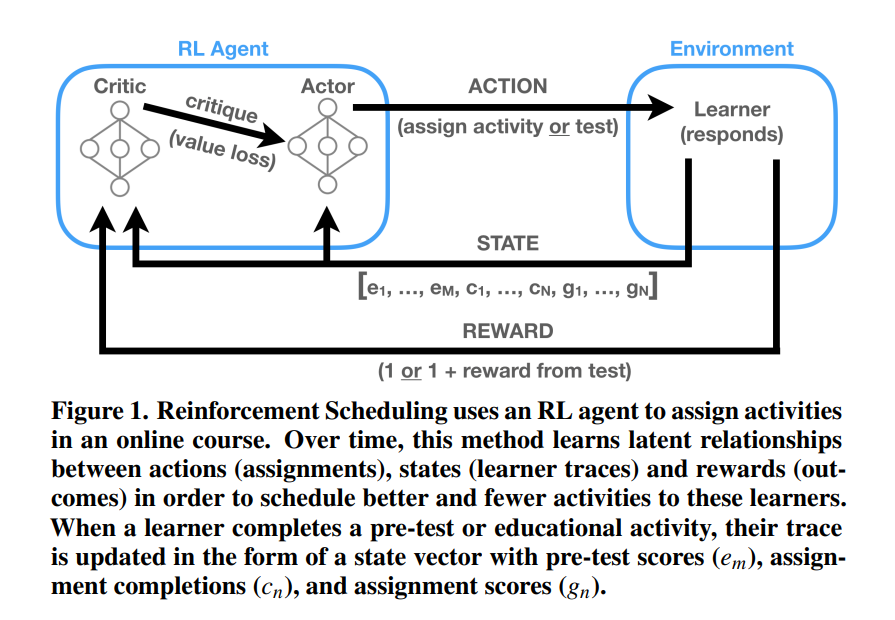 RL Agent
Environment
Critic
Actor
critique
(value loss)
ACTION
(assign activity or test)
Learner
(responds)
STATE
[e₁, …, eM, c₁, …, cN, g₁, …, gN]
REWARD
(1 or 1 + reward from test)
Figure 1. Reinforcement Scheduling uses an RL agent to assign activities
in an online course. Over time, this method learns latent relationships
between actions (assignments), states (learner traces) and rewards (out-
comes) in order to schedule better and fewer activities to these learners.
When a learner completes a pre-test or educational activity, their trace
is updated in the form of a state vector with pre-test scores (eₘ), assign-
ment completions (cₙ), and assignment scores (gₙ).